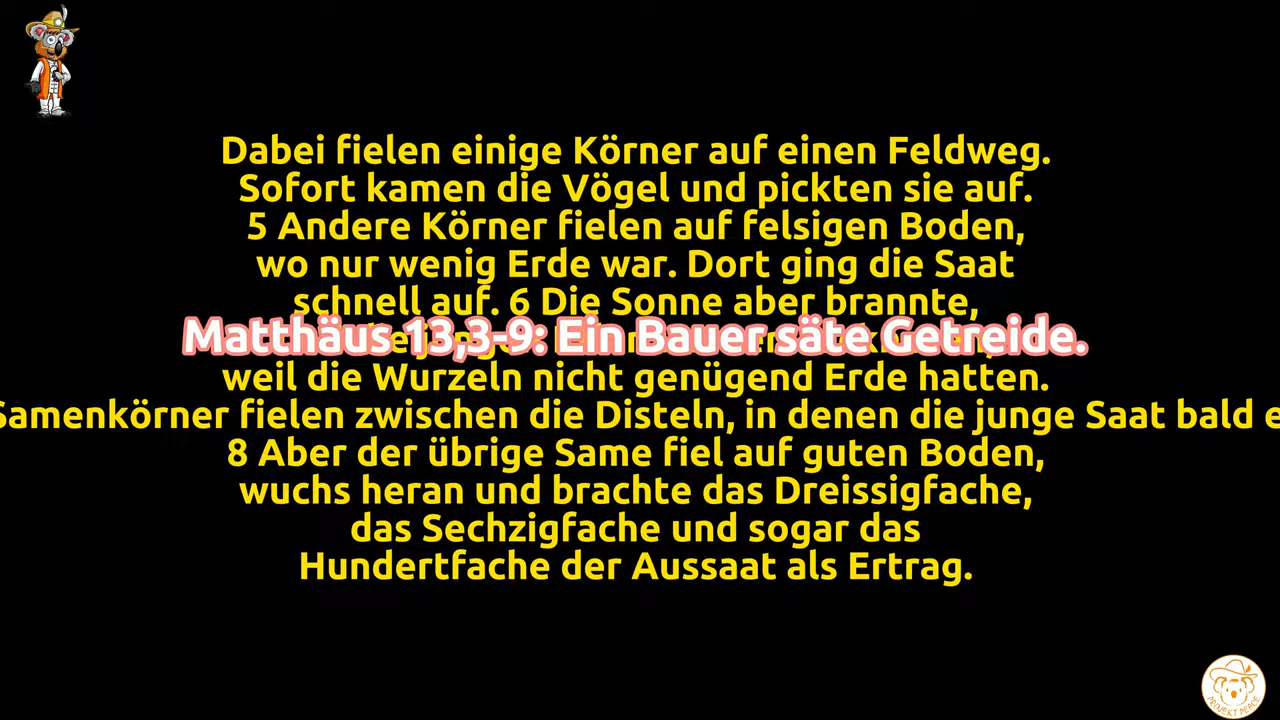 Dabei fielen einige Körner auf einen Feldweg.
Sofort kamen die Vögel und pickten sie auf.
5 Andere Körner fielen auf felsigen Boden,
wo nur wenig Erde war. Dort ging die Saat
schnell auf. 6 Die Sonne aber brannte,
Matthäus 13,3-9: Ein Bauer säte Getreide.
weil die Wurzeln nicht genügend Erde hatten.
Samenkörner fielen zwischen die Disteln, in denen die junge Saat bald
8 Aber der übrige Same fiel auf guten Boden,
wuchs heran und brachte das Dreissigfache,
das Sechzigfache und sogar das
Hundertfache der Aussaat als Ertrag.
PROJEKT PEACE